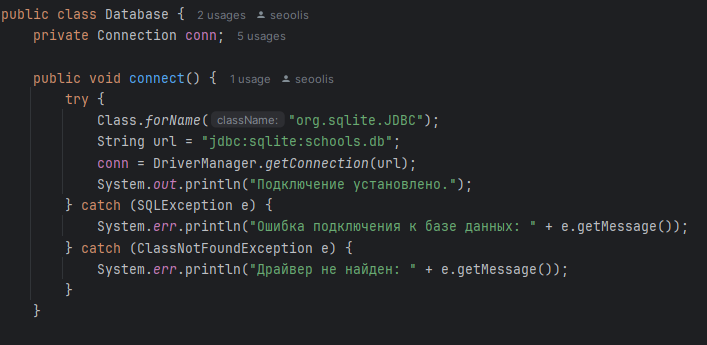 public class Database { 2 usages seoolis
private Connection conn; 5 usages
public void connect() { 1 usage seoolis
try {
Class.forName( className: "org.sqlite.JDBC");
String url = "jdbc:sqlite:schools.db";
conn = DriverManager.getConnection(url);
System.out.println("Подключение установлено.");
} catch (SQLException e) {
System.err.println("Ошибка подключения к базе данных: " + e.getMessage());
} catch (ClassNotFoundException e) {
System.err.println("Драйвер не найден: " + e.getMessage());
}
}